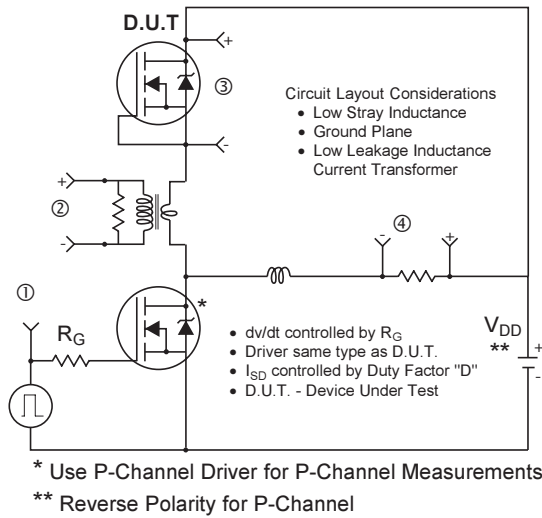 D.U.T
+
③
-
Circuit Layout Considerations
• Low Stray Inductance
• Ground Plane
• Low Leakage Inductance
Current Transformer
+
②
-
④
- +
①
R_G
*
• dv/dt controlled by R_G
• Driver same type as D.U.T.
• I_SD controlled by Duty Factor "D"
• D.U.T. - Device Under Test
V_DD
**
+
-
* Use P-Channel Driver for P-Channel Measurements
** Reverse Polarity for P-Channel